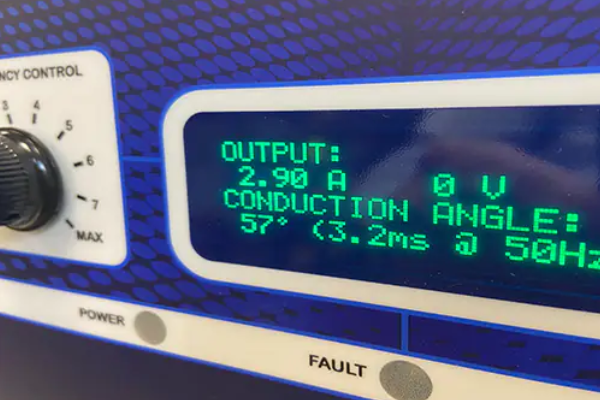 NCY CONTROL
3
4
5
6
7
MAX
OUTPUT:
2.90 A 0 V
CONDUCTION ANGLE:
57° (3.2ms @ 50Hz
POWER
FAULT